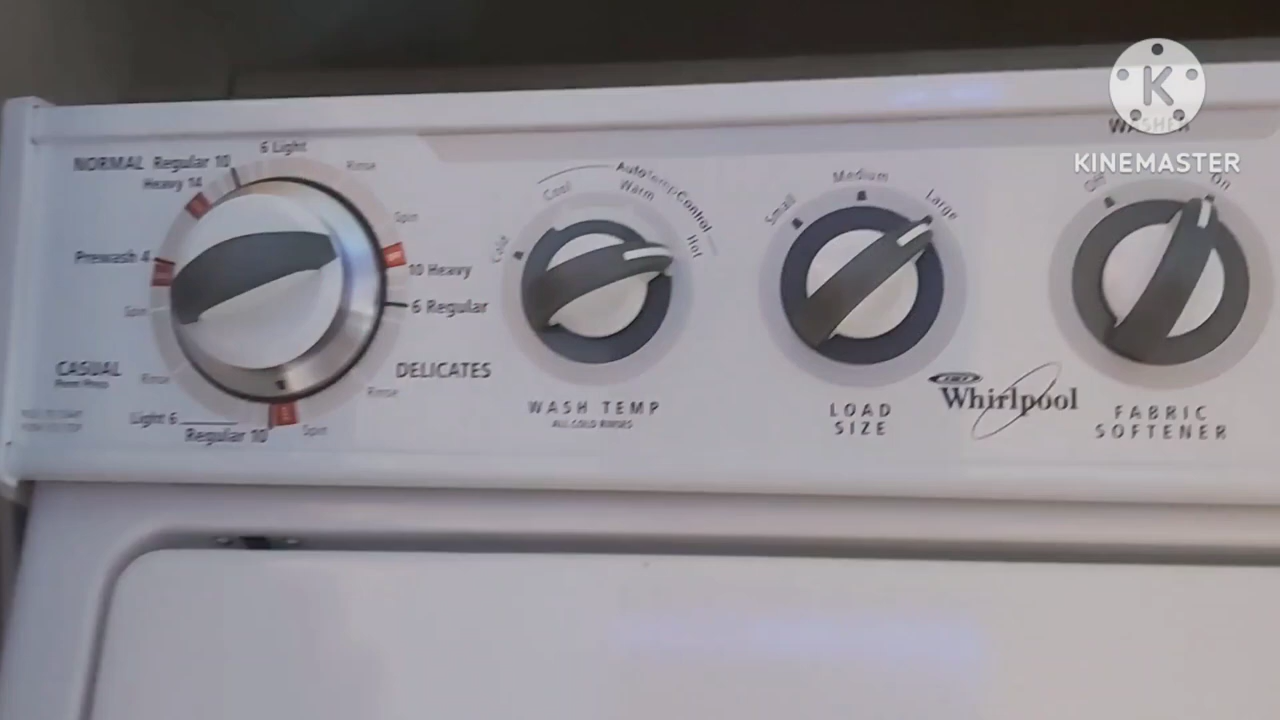 WASHER
KINEMASTER
NORMAL Regular 10
6 Light
Rinse
Heavy 14
Spin
Prewash 4
10 Heavy
6 Regular
Spin
CASUAL
DELICATES
Rinse
Rinse
Light 6
Regular 10
Spin
AutoTempControl
Cold
Cool
Warm
Hot
WASH TEMP
ALL COLD RINSES
Small
Medium
Large
LOAD
SIZE
Whirlpool
Off
On
FABRIC
SOFTENER